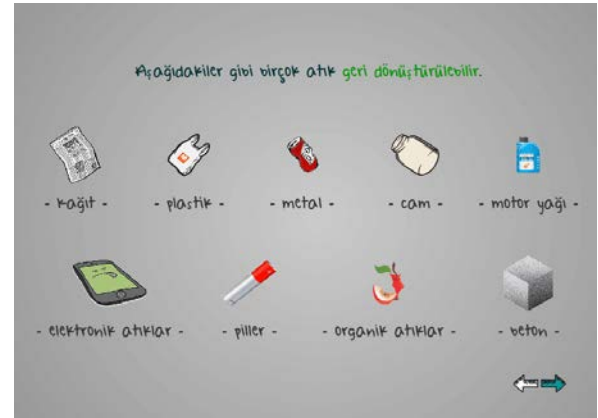 Aşağıdakiler gibi birçok atık geri dönüştürülebilir.
- kağıt - - plastik - - metal - - cam - - motor yağı -
- elektronik atıklar - - piller - - organik atıklar - - beton -